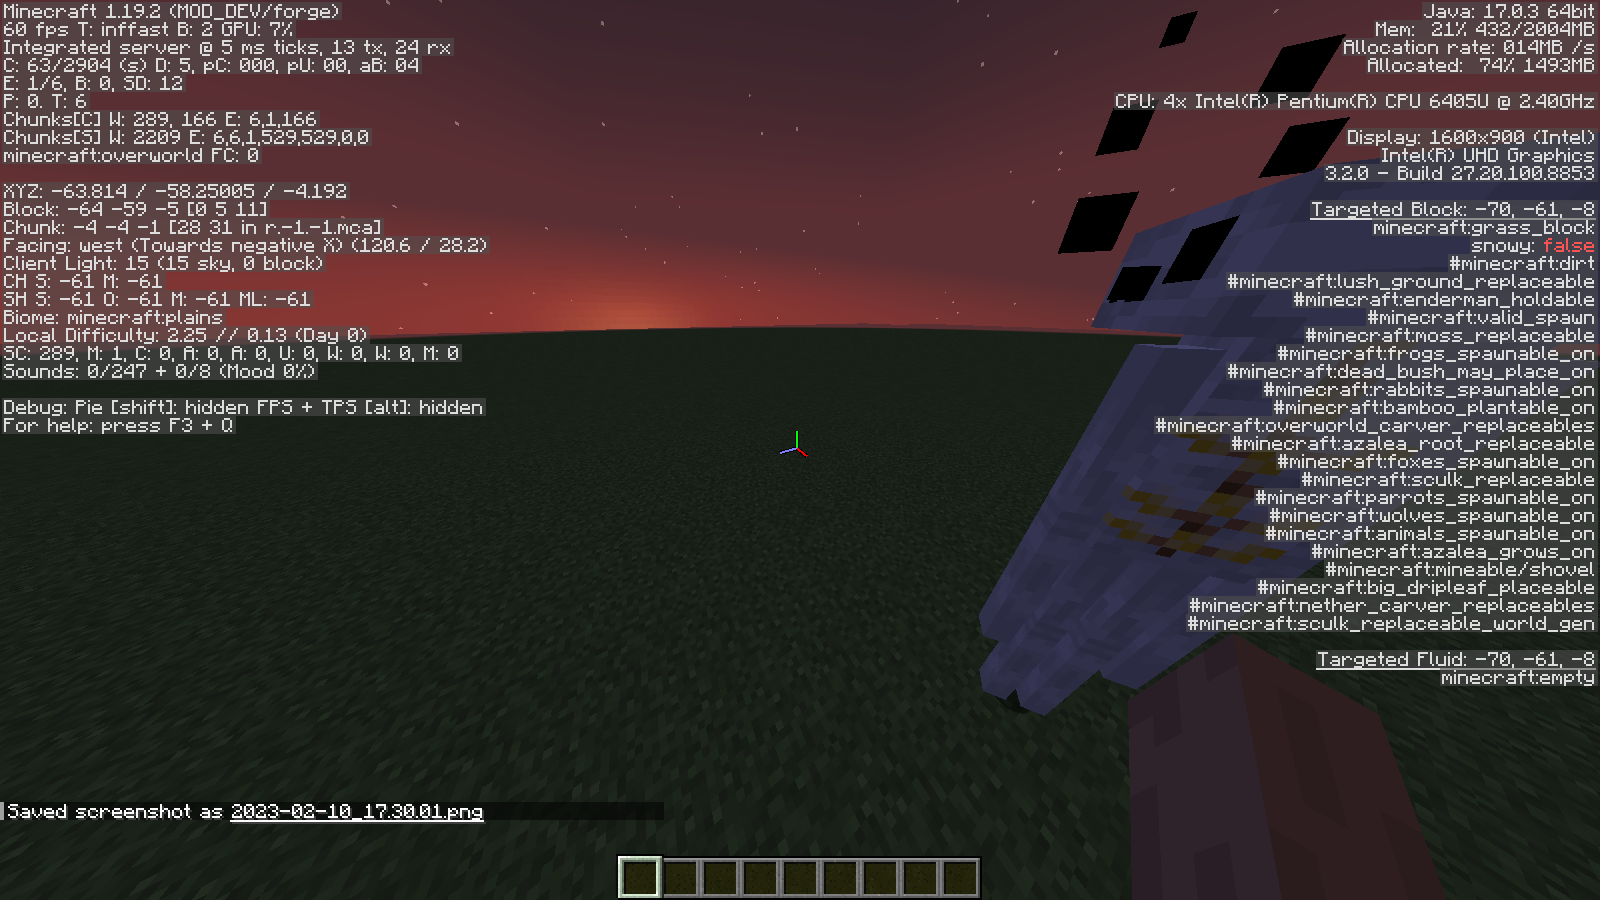 Minecraft 1.19.2 (MOD_DEV/forge)
60 fps T: inffast B: 2 GPU: 7%
Integrated server @ 5 ms ticks, 13 tx, 24 rx
C: 63/2904 (s) D: 5, pC: 000, pU: 00, aB: 04
E: 1/6, B: 0, SD: 12
P: 0. T: 6
Chunks[C] W: 289, 166 E: 6,1,166
Chunks[S] W: 2209 E: 6,6,1,529,529,0,0
minecraft:overworld FC: 0
XYZ: -63.814 / -58.25005 / -4.192
Block: -64 -59 -5 [0 5 11]
Chunk: -4 -4 -1 [28 31 in r.-1.-1.mca]
Facing: west (Towards negative X) (120.6 / 28.2)
Client Light: 15 (15 sky, 0 block)
CH S: -61 M: -61
SH S: -61 O: -61 M: -61 ML: -61
Biome: minecraft:plains
Local Difficulty: 2.25 // 0.13 (Day 0)
SC: 289, M: 1, C: 0, A: 0, A: 0, U: 0, W: 0, W: 0, M: 0
Sounds: 0/247 + 0/8 (Mood 0%)
Debug: Pie [shift]: hidden FPS + TPS [alt]: hidden
For help: press F3 + Q
Java: 17.0.3 64bit
Mem: 21% 432/2004MB
Allocation rate: 014MB /s
Allocated: 74% 1493MB
CPU: 4x Intel(R) Pentium(R) CPU 6405U @ 2.40GHz
Display: 1600x900 (Intel)
Intel(R) UHD Graphics
3.2.0 - Build 27.20.100.8853
Targeted Block: -70, -61, -8
minecraft:grass_block
snowy: false
#minecraft:dirt
#minecraft:lush_ground_replaceable
#minecraft:enderman_holdable
#minecraft:valid_spawn
#minecraft:moss_replaceable
#minecraft:frogs_spawnable_on
#minecraft:dead_bush_may_place_on
#minecraft:rabbits_spawnable_on
#minecraft:bamboo_plantable_on
#minecraft:overworld_carver_replaceables
#minecraft:azalea_root_replaceable
#minecraft:foxes_spawnable_on
#minecraft:sculk_replaceable
#minecraft:parrots_spawnable_on
#minecraft:wolves_spawnable_on
#minecraft:animals_spawnable_on
#minecraft:azalea_grows_on
#minecraft:mineable/shovel
#minecraft:big_dripleaf_placeable
#minecraft:nether_carver_replaceables
#minecraft:sculk_replaceable_world_gen
Targeted Fluid: -70, -61, -8
minecraft:empty
Saved screenshot as 2023-02-10_17.30.01.png